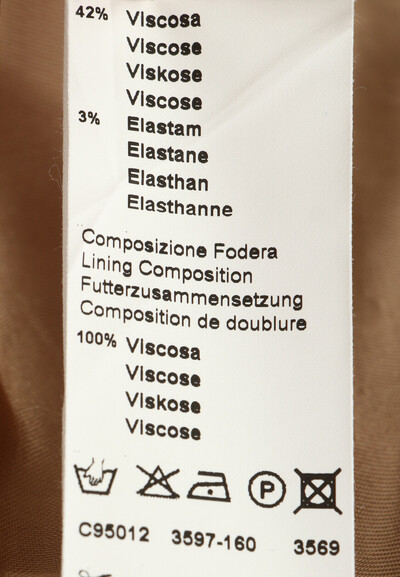 42% Viscosa
Viscose
Viskose
Viscose
3% Elastam
Elastane
Elasthan
Elasthanne
Composizione Fodera
Lining Composition
Futterzusammensetzung
Composition de doublure
100% Viscosa
Viscose
Viskose
Viscose
P
C95012 3597-160 3569